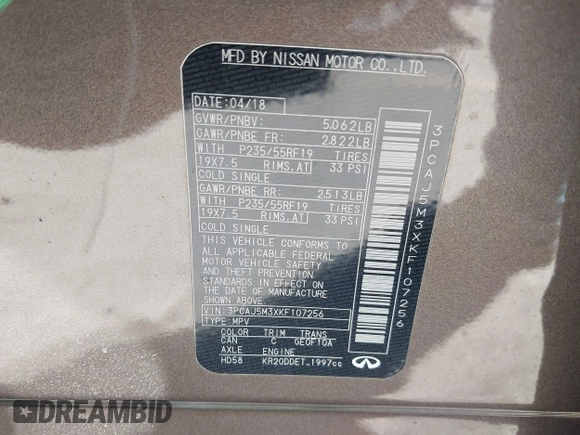 MFD BY NISSAN MOTOR CO.,LTD.
DATE: 04/18
GVWR/PNBV: 5,062LB
GAWR/PNBE FR: 2,822LB
WITH P235/55RF19 TIRES
19X7.5 RIMS.AT 33 PSI
COLD SINGLE
GAWR/PNBE RR: 2,513LB
WITH P235/55RF19 TIRES
19X7.5 RIMS.AT 33 PSI
COLD SINGLE
THIS VEHICLE CONFORMS TO
ALL APPLICABLE FEDERAL
MOTOR VEHICLE SAFETY
AND THEFT PREVENTION
STANDARDS IN EFFECT ON
THE DATE OF MANUFACTURE
SHOWN ABOVE
VIN: 3PCAJ5M3XKF107256
TYPE: MPV
COLOR TRIM TRANS
CAN C GE0F10A
AXLE ENGINE
HD58 KR20DDET 1997cc
3PCAJ5M3XKF107256
INFINITI
DREAMBID